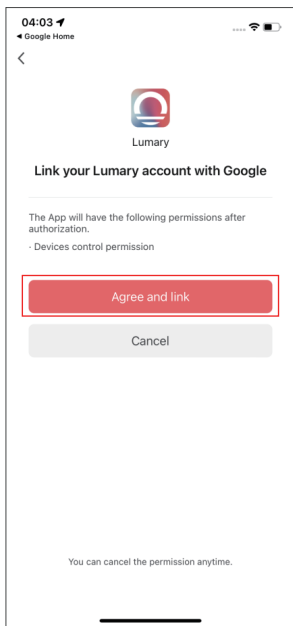 04:03
◀ Google Home
Lumary
Link your Lumary account with Google
The App will have the following permissions after
authorization.
· Devices control permission
Agree and link
Cancel
You can cancel the permission anytime.